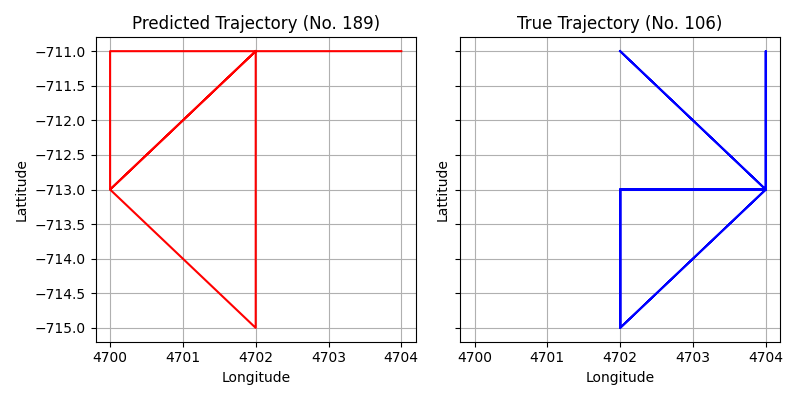 Predicted Trajectory (No. 189)
True Trajectory (No. 106)
−711.0
−711.5
−712.0
−712.5
−713.0
−713.5
−714.0
−714.5
−715.0
Lattitude
Lattitude
4700 4701 4702 4703 4704
4700 4701 4702 4703 4704
Longitude
Longitude